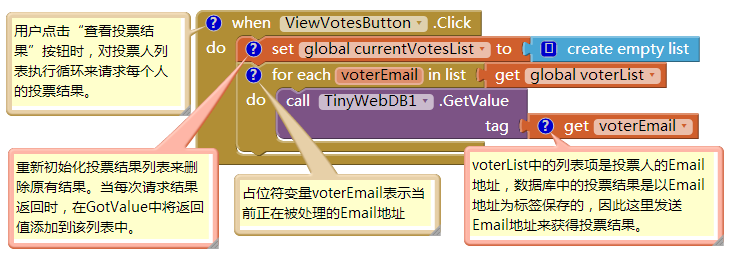 用户点击“查看投票结
果”按钮时，对投票人列
表执行循环来请求每个人
的投票结果。
when ViewVotesButton .Click
do set global currentVotesList to create empty list
for each voterEmail in list get global voterList
do call TinyWebDB1 .GetValue
tag get voterEmail
重新初始化投票结果列表来删
除原有结果。当每次请求结果
返回时，在GotValue中将返回
值添加到该列表中。
占位符变量voterEmail表示当
前正在被处理的Email地址
voterList中的列表项是投票人的Email
地址，数据库中的投票结果是以Email
地址为标签保存的，因此这里发送
Email地址来获得投票结果。